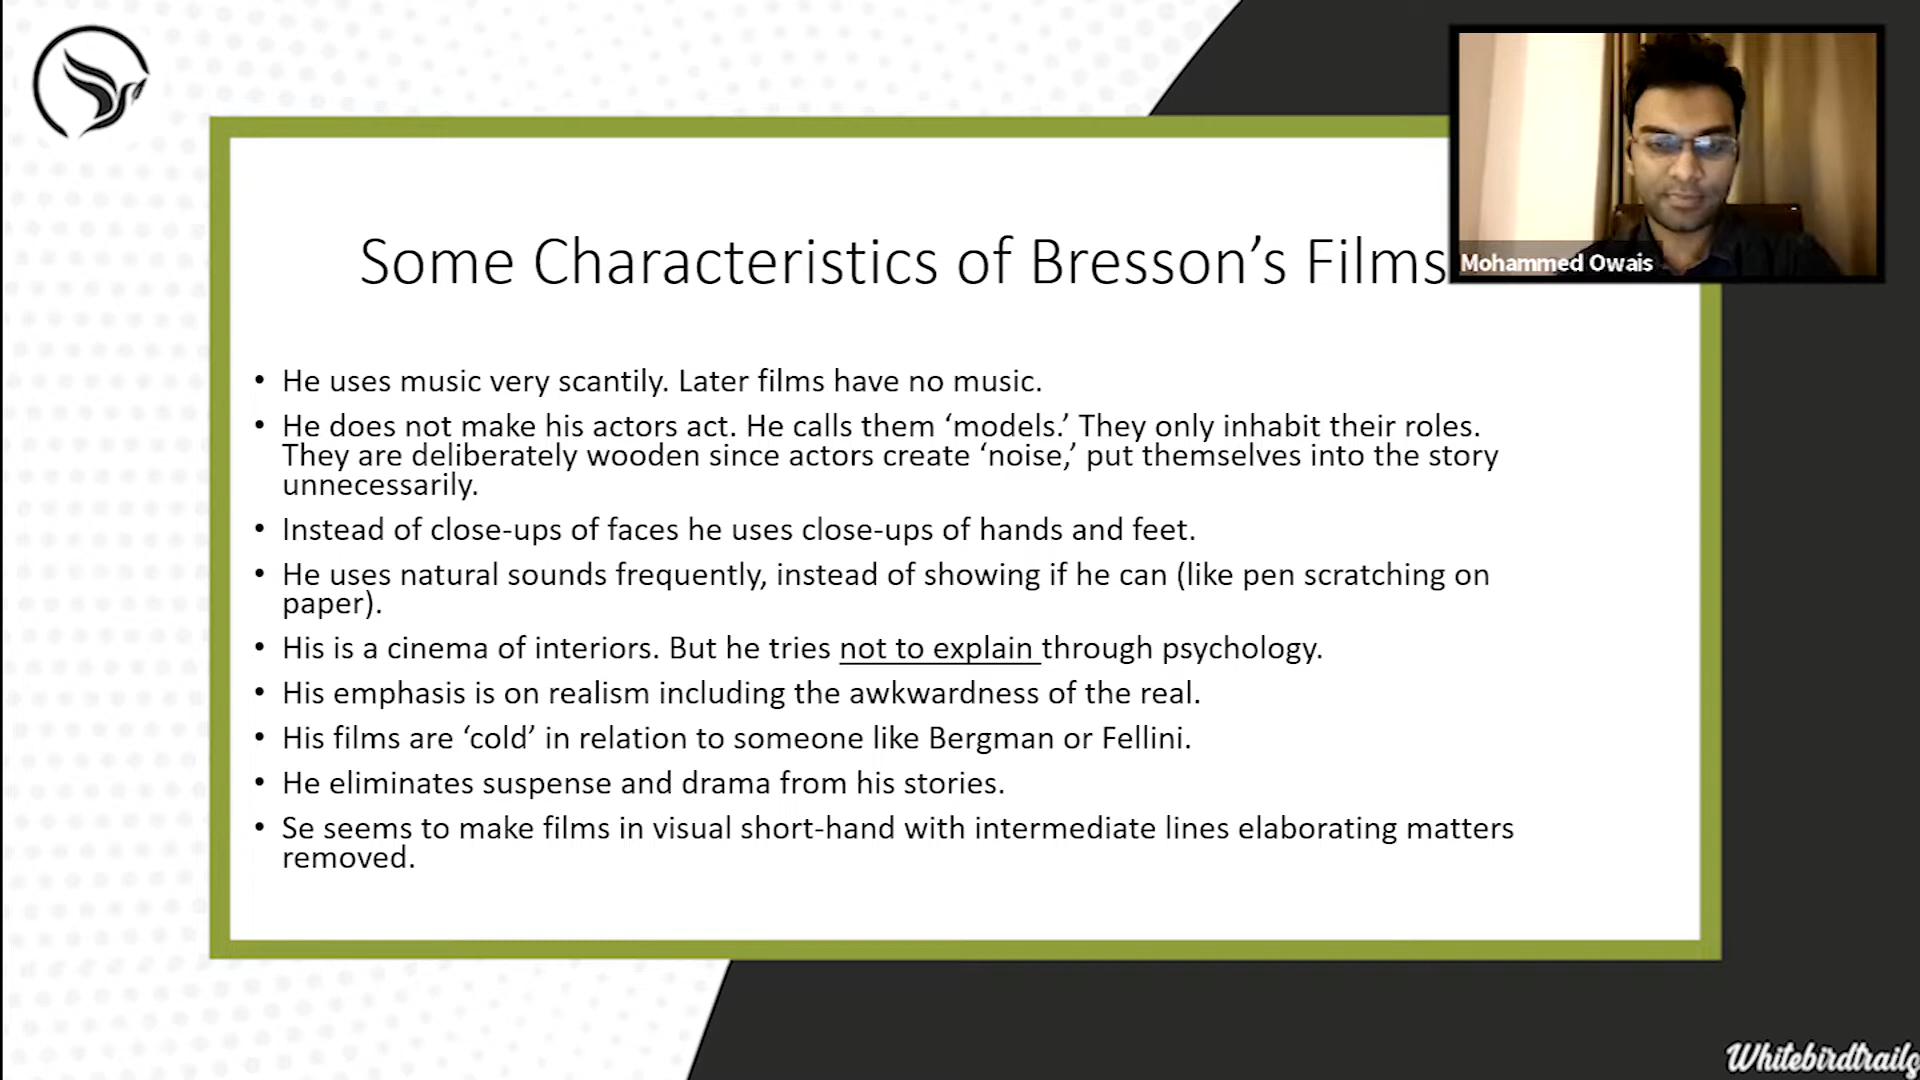 Some Characteristics of Bresson’s Films
Mohammed Owais
• He uses music very scantily. Later films have no music.
• He does not make his actors act. He calls them ‘models.’ They only inhabit their roles.
They are deliberately wooden since actors create ‘noise,’ put themselves into the story
unnecessarily.
• Instead of close-ups of faces he uses close-ups of hands and feet.
• He uses natural sounds frequently, instead of showing if he can (like pen scratching on
paper).
• His is a cinema of interiors. But he tries not to explain through psychology.
• His emphasis is on realism including the awkwardness of the real.
• His films are ‘cold’ in relation to someone like Bergman or Fellini.
• He eliminates suspense and drama from his stories.
• Se seems to make films in visual short-hand with intermediate lines elaborating matters
removed.
Whitebirdtrails